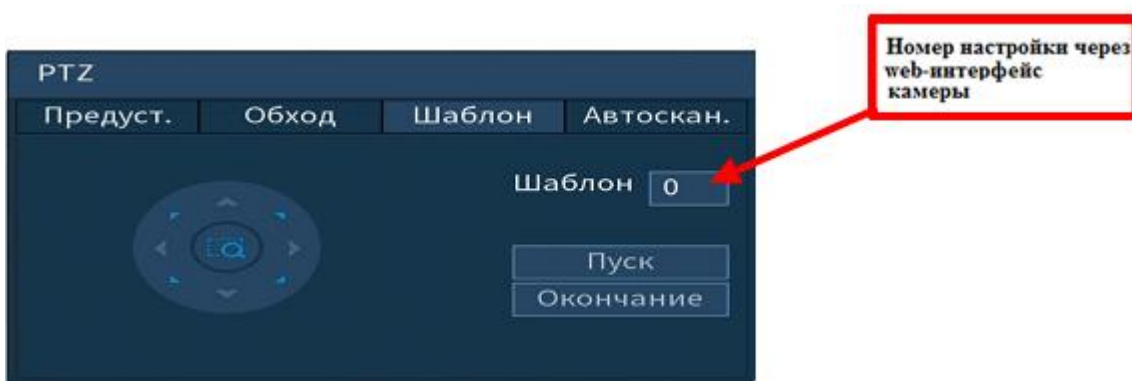 Номер настройки через
web-интерфейс
камеры
PTZ
Предуст. Обход Шаблон Автоскан.
Шаблон 0
Пуск
Окончание